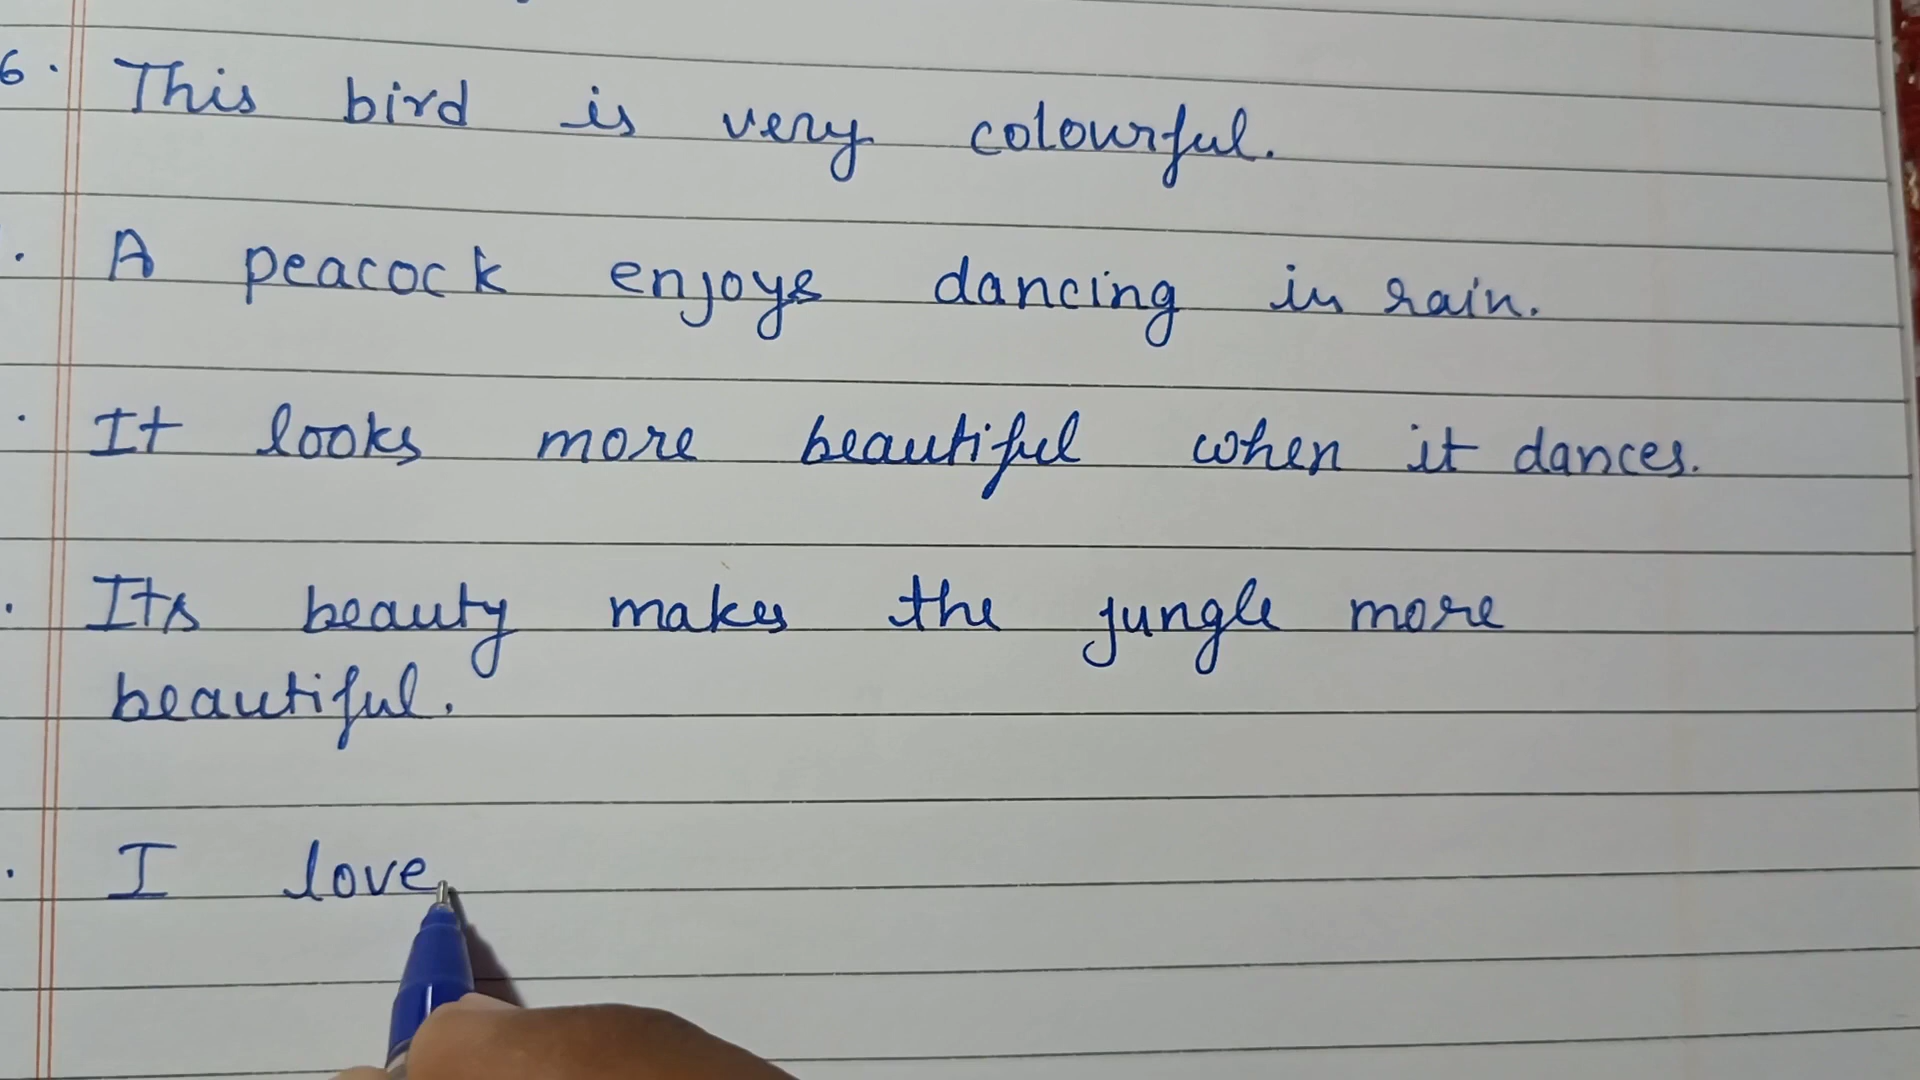 6. This bird is very colourful.
. A peacock enjoys dancing in rain.
. It looks more beautiful when it dances.
. Its beauty makes the jungle more
beautiful.
. I love